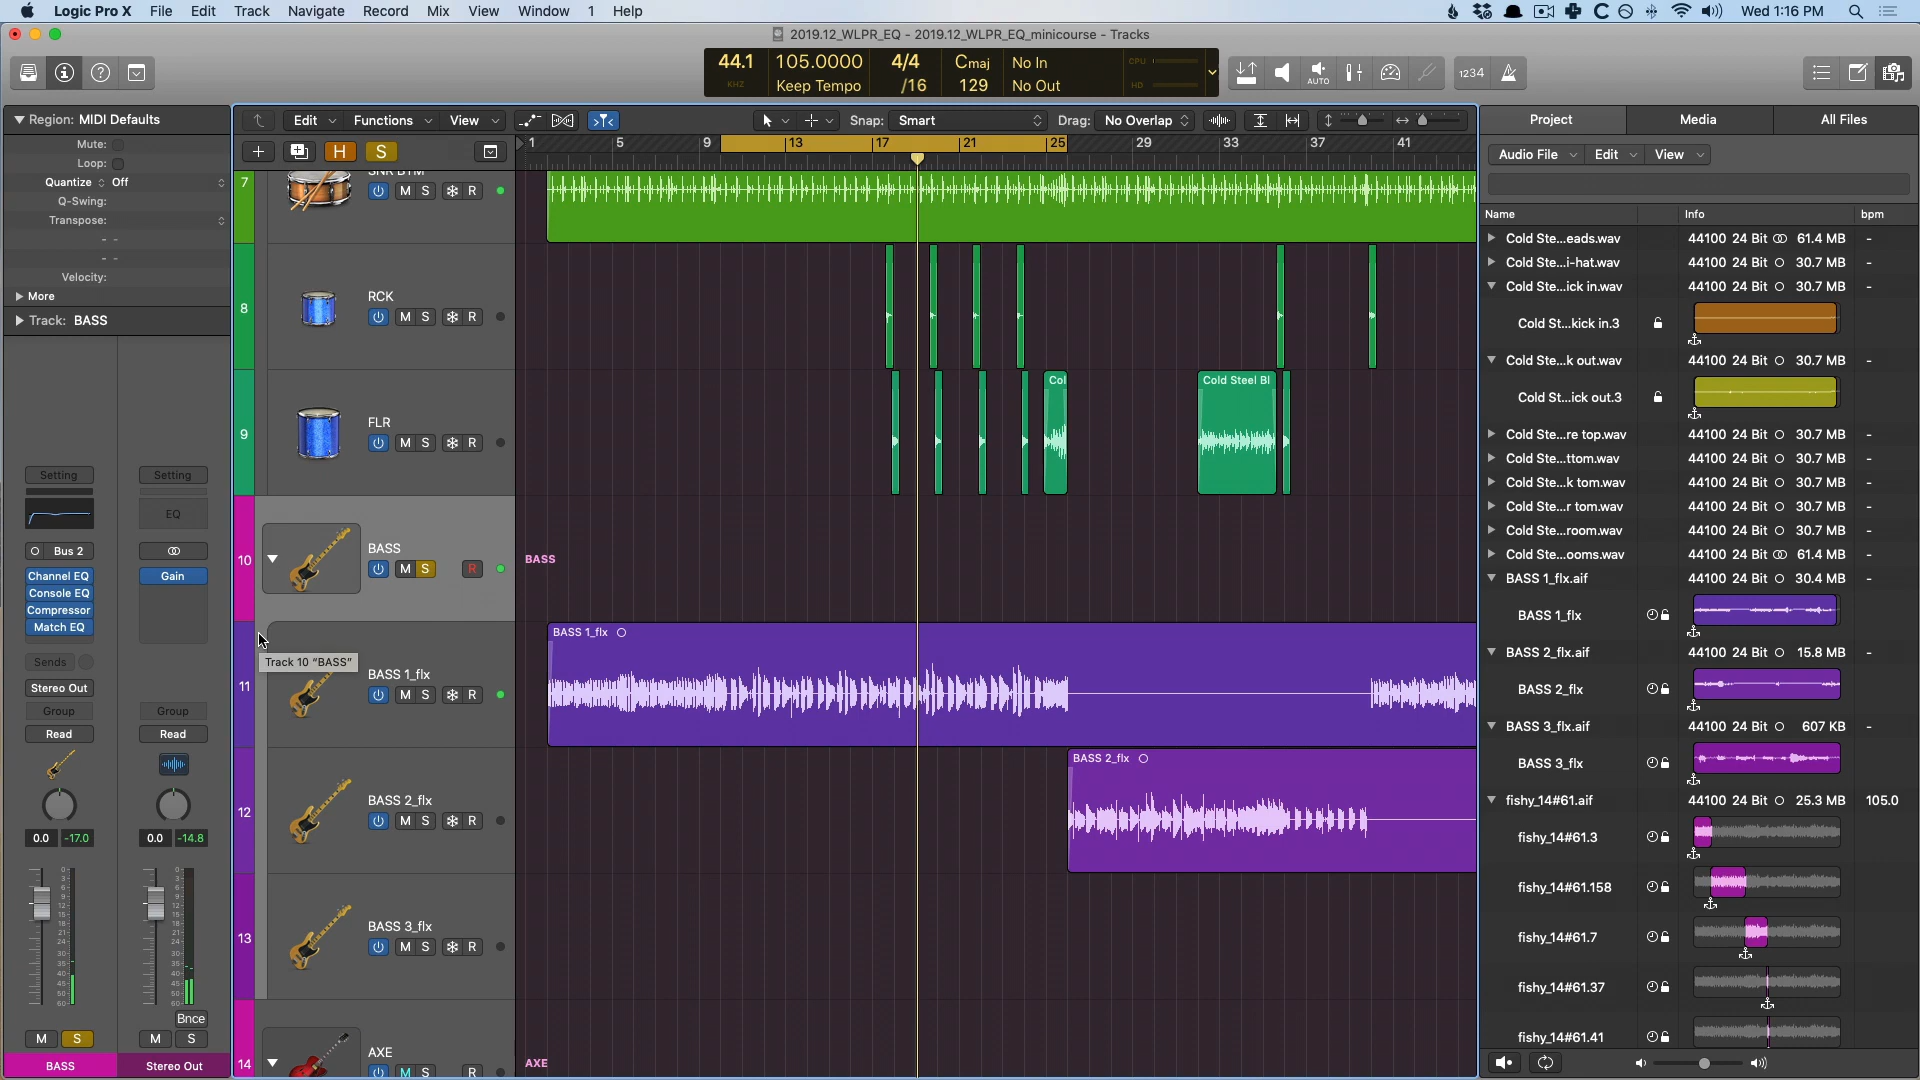 Logic Pro X File Edit Track Navigate Record Mix View Window 1 Help Wed 1:16 PM
2019.12_WLPR_EQ - 2019.12_WLPR_EQ_minicourse - Tracks
44.1 105.0000 4/4 Cmaj No In CPU
KHZ Keep Tempo /16 129 No Out HD
AUTO 1234
Region: MIDI Defaults
Mute:
Loop:
Quantize Off
Q-Swing:
Transpose:
Velocity:
More
Track: BASS
Setting Setting
EQ
Bus 2
Channel EQ Gain
Console EQ
Compressor
Match EQ
Sends
Stereo Out
Group Group
Read Read
0.0 -17.0 0.0 -14.8
Bnce
M S M S
BASS Stereo Out
Edit Functions View Snap: Smart Drag: No Overlap
H S
1 5 9 13 17 21 25 29 33 37 41
7 M S R
8 RCK
M S R
9 FLR
M S R
Col Cold Steel Bl
10 BASS
M S R
BASS
Track 10 “BASS”
11 BASS 1_flx
M S R
BASS 1_flx
12 BASS 2_flx
M S R
BASS 2_flx
13 BASS 3_flx
M S R
14 AXE
M S R
AXE
Project Media All Files
Audio File Edit View
Name Info bpm
Cold Ste...eads.wav 44100 24 Bit 61.4 MB -
Cold Ste...i-hat.wav 44100 24 Bit 30.7 MB -
Cold Ste...ick in.wav 44100 24 Bit 30.7 MB -
Cold St...kick in.3
Cold Ste...k out.wav 44100 24 Bit 30.7 MB -
Cold St...ick out.3
Cold Ste...re top.wav 44100 24 Bit 30.7 MB -
Cold Ste...ttom.wav 44100 24 Bit 30.7 MB -
Cold Ste...k tom.wav 44100 24 Bit 30.7 MB -
Cold Ste...r tom.wav 44100 24 Bit 30.7 MB -
Cold Ste...room.wav 44100 24 Bit 30.7 MB -
Cold Ste...ooms.wav 44100 24 Bit 61.4 MB -
BASS 1_flx.aif 44100 24 Bit 30.4 MB -
BASS 1_flx
BASS 2_flx.aif 44100 24 Bit 15.8 MB -
BASS 2_flx
BASS 3_flx.aif 44100 24 Bit 607 KB -
BASS 3_flx
fishy_14#61.aif 44100 24 Bit 25.3 MB 105.0
fishy_14#61.3
fishy_14#61.158
fishy_14#61.7
fishy_14#61.37
fishy_14#61.41